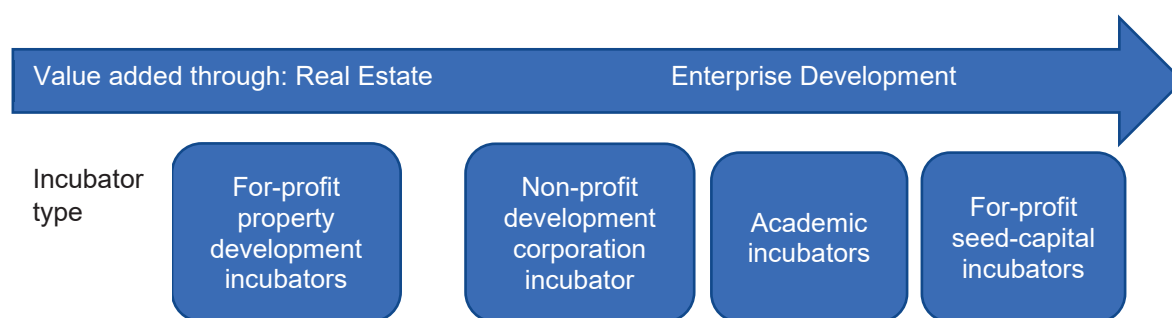 Value added through: Real Estate
Enterprise Development
Incubator
type
For-profit
property
development
incubators
Non-profit
development
corporation
incubator
Academic
incubators
For-profit
seed-capital
incubators